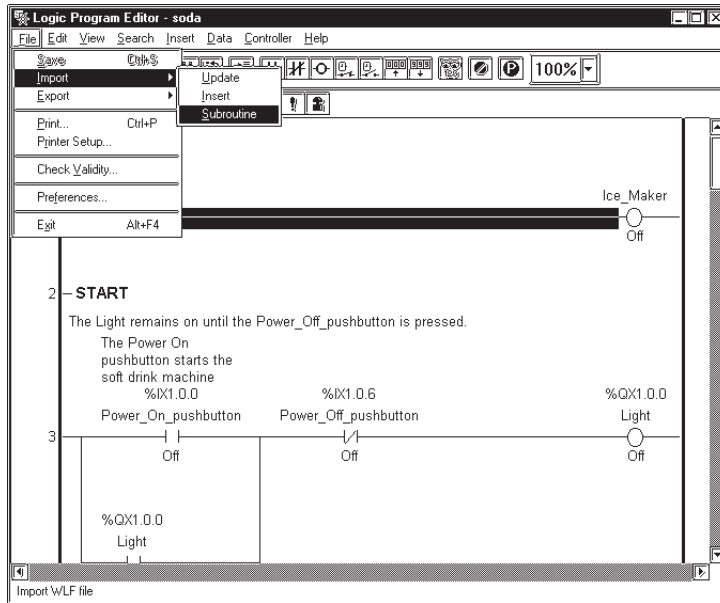 Logic Program Editor - soda
File Edit View Search Insert Data Controller Help
100%
Save Ctrl+S
Import
Export
Print... Ctrl+P
Printer Setup...
Check Validity...
Preferences...
Exit Alt+F4
Update
Insert
Subroutine
Ice_Maker
Off
2 START
The Light remains on until the Power_Off_pushbutton is pressed.
The Power On
pushbutton starts the
soft drink machine
%IX1.0.0 %IX1.0.6 %QX1.0.0
Power_On_pushbutton Power_Off_pushbutton Light
3
Off Off Off
%QX1.0.0
Light
Import WLF file